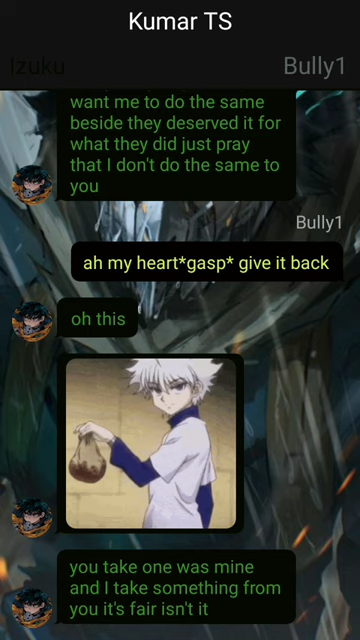 Kumar TS
Izuku
Bully1
want me to do the same
beside they deserved it for
what they did just pray
that I don't do the same to
you
Bully1
ah my heart*gasp* give it back
oh this
you take one was mine
and I take something from
you it's fair isn't it